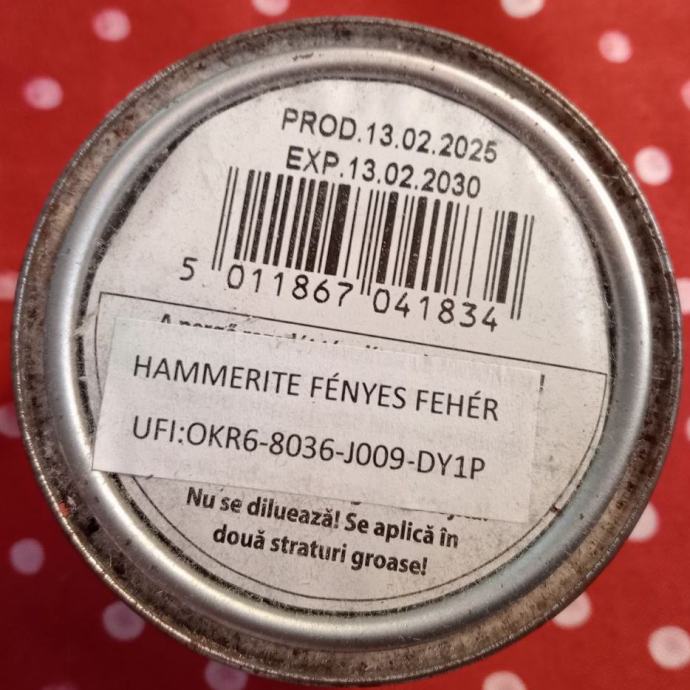 PROD.13.02.2025
EXP.13.02.2030
5 011867 041834
HAMMERITE FÉNYES FEHÉR
UFI:OKR6-8036-J009-DY1P
Nu se diluează! Se aplică în
două straturi groase!